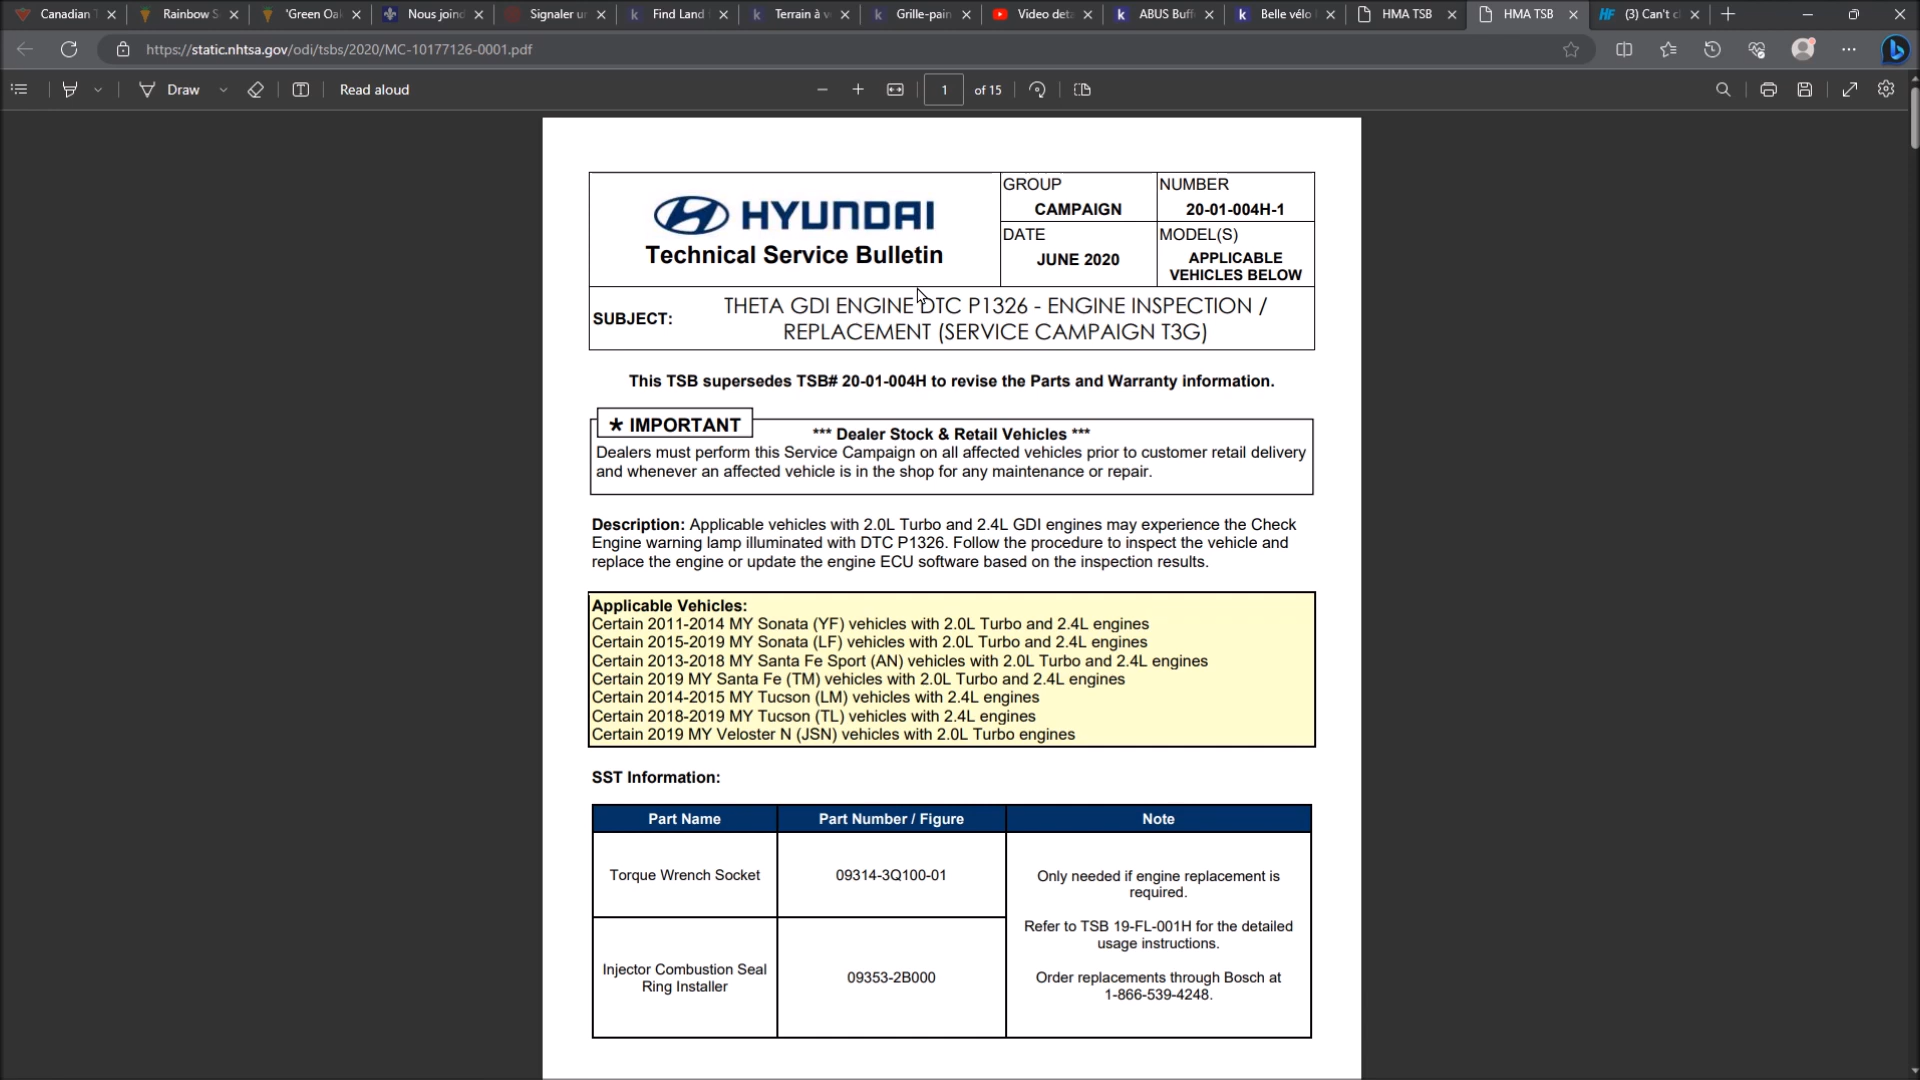 Canadian T
Rainbow S
'Green Oa
Nous joind
Signaler un
Find Land
Terrain à v
Grille-pain
Video det
ABUS Buff
Belle vélo
HMA TSB
HMA TSB
(3) Can't c
https://static.nhtsa.gov/odi/tsbs/2020/MC-10177126-0001.pdf
Draw
Read aloud
1
of 15
HYUNDAI
Technical Service Bulletin
GROUP
CAMPAIGN
NUMBER
20-01-004H-1
DATE
JUNE 2020
MODEL(S)
APPLICABLE
VEHICLES BELOW
SUBJECT:
THETA GDI ENGINE DTC P1326 - ENGINE INSPECTION /
REPLACEMENT (SERVICE CAMPAIGN T3G)
This TSB supersedes TSB# 20-01-004H to revise the Parts and Warranty information.
★ IMPORTANT
*** Dealer Stock & Retail Vehicles ***
Dealers must perform this Service Campaign on all affected vehicles prior to customer retail delivery
and whenever an affected vehicle is in the shop for any maintenance or repair.
Description: Applicable vehicles with 2.0L Turbo and 2.4L GDI engines may experience the Check
Engine warning lamp illuminated with DTC P1326. Follow the procedure to inspect the vehicle and
replace the engine or update the engine ECU software based on the inspection results.
Applicable Vehicles:
Certain 2011-2014 MY Sonata (YF) vehicles with 2.0L Turbo and 2.4L engines
Certain 2015-2019 MY Sonata (LF) vehicles with 2.0L Turbo and 2.4L engines
Certain 2013-2018 MY Santa Fe Sport (AN) vehicles with 2.0L Turbo and 2.4L engines
Certain 2019 MY Santa Fe (TM) vehicles with 2.0L Turbo and 2.4L engines
Certain 2014-2015 MY Tucson (LM) vehicles with 2.4L engines
Certain 2018-2019 MY Tucson (TL) vehicles with 2.4L engines
Certain 2019 MY Veloster N (JSN) vehicles with 2.0L Turbo engines
SST Information:
Part Name
Part Number / Figure
Note
Torque Wrench Socket
09314-3Q100-01
Only needed if engine replacement is
required.
Refer to TSB 19-FL-001H for the detailed
usage instructions.
Injector Combustion Seal
Ring Installer
09353-2B000
Order replacements through Bosch at
1-866-539-4248.